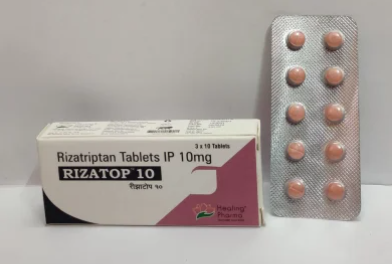 3 x 10 Tablets
Rizatriptan Tablets IP 10mg
RIZATOP® 10
रीझाटोप १०
Healing
Pharma